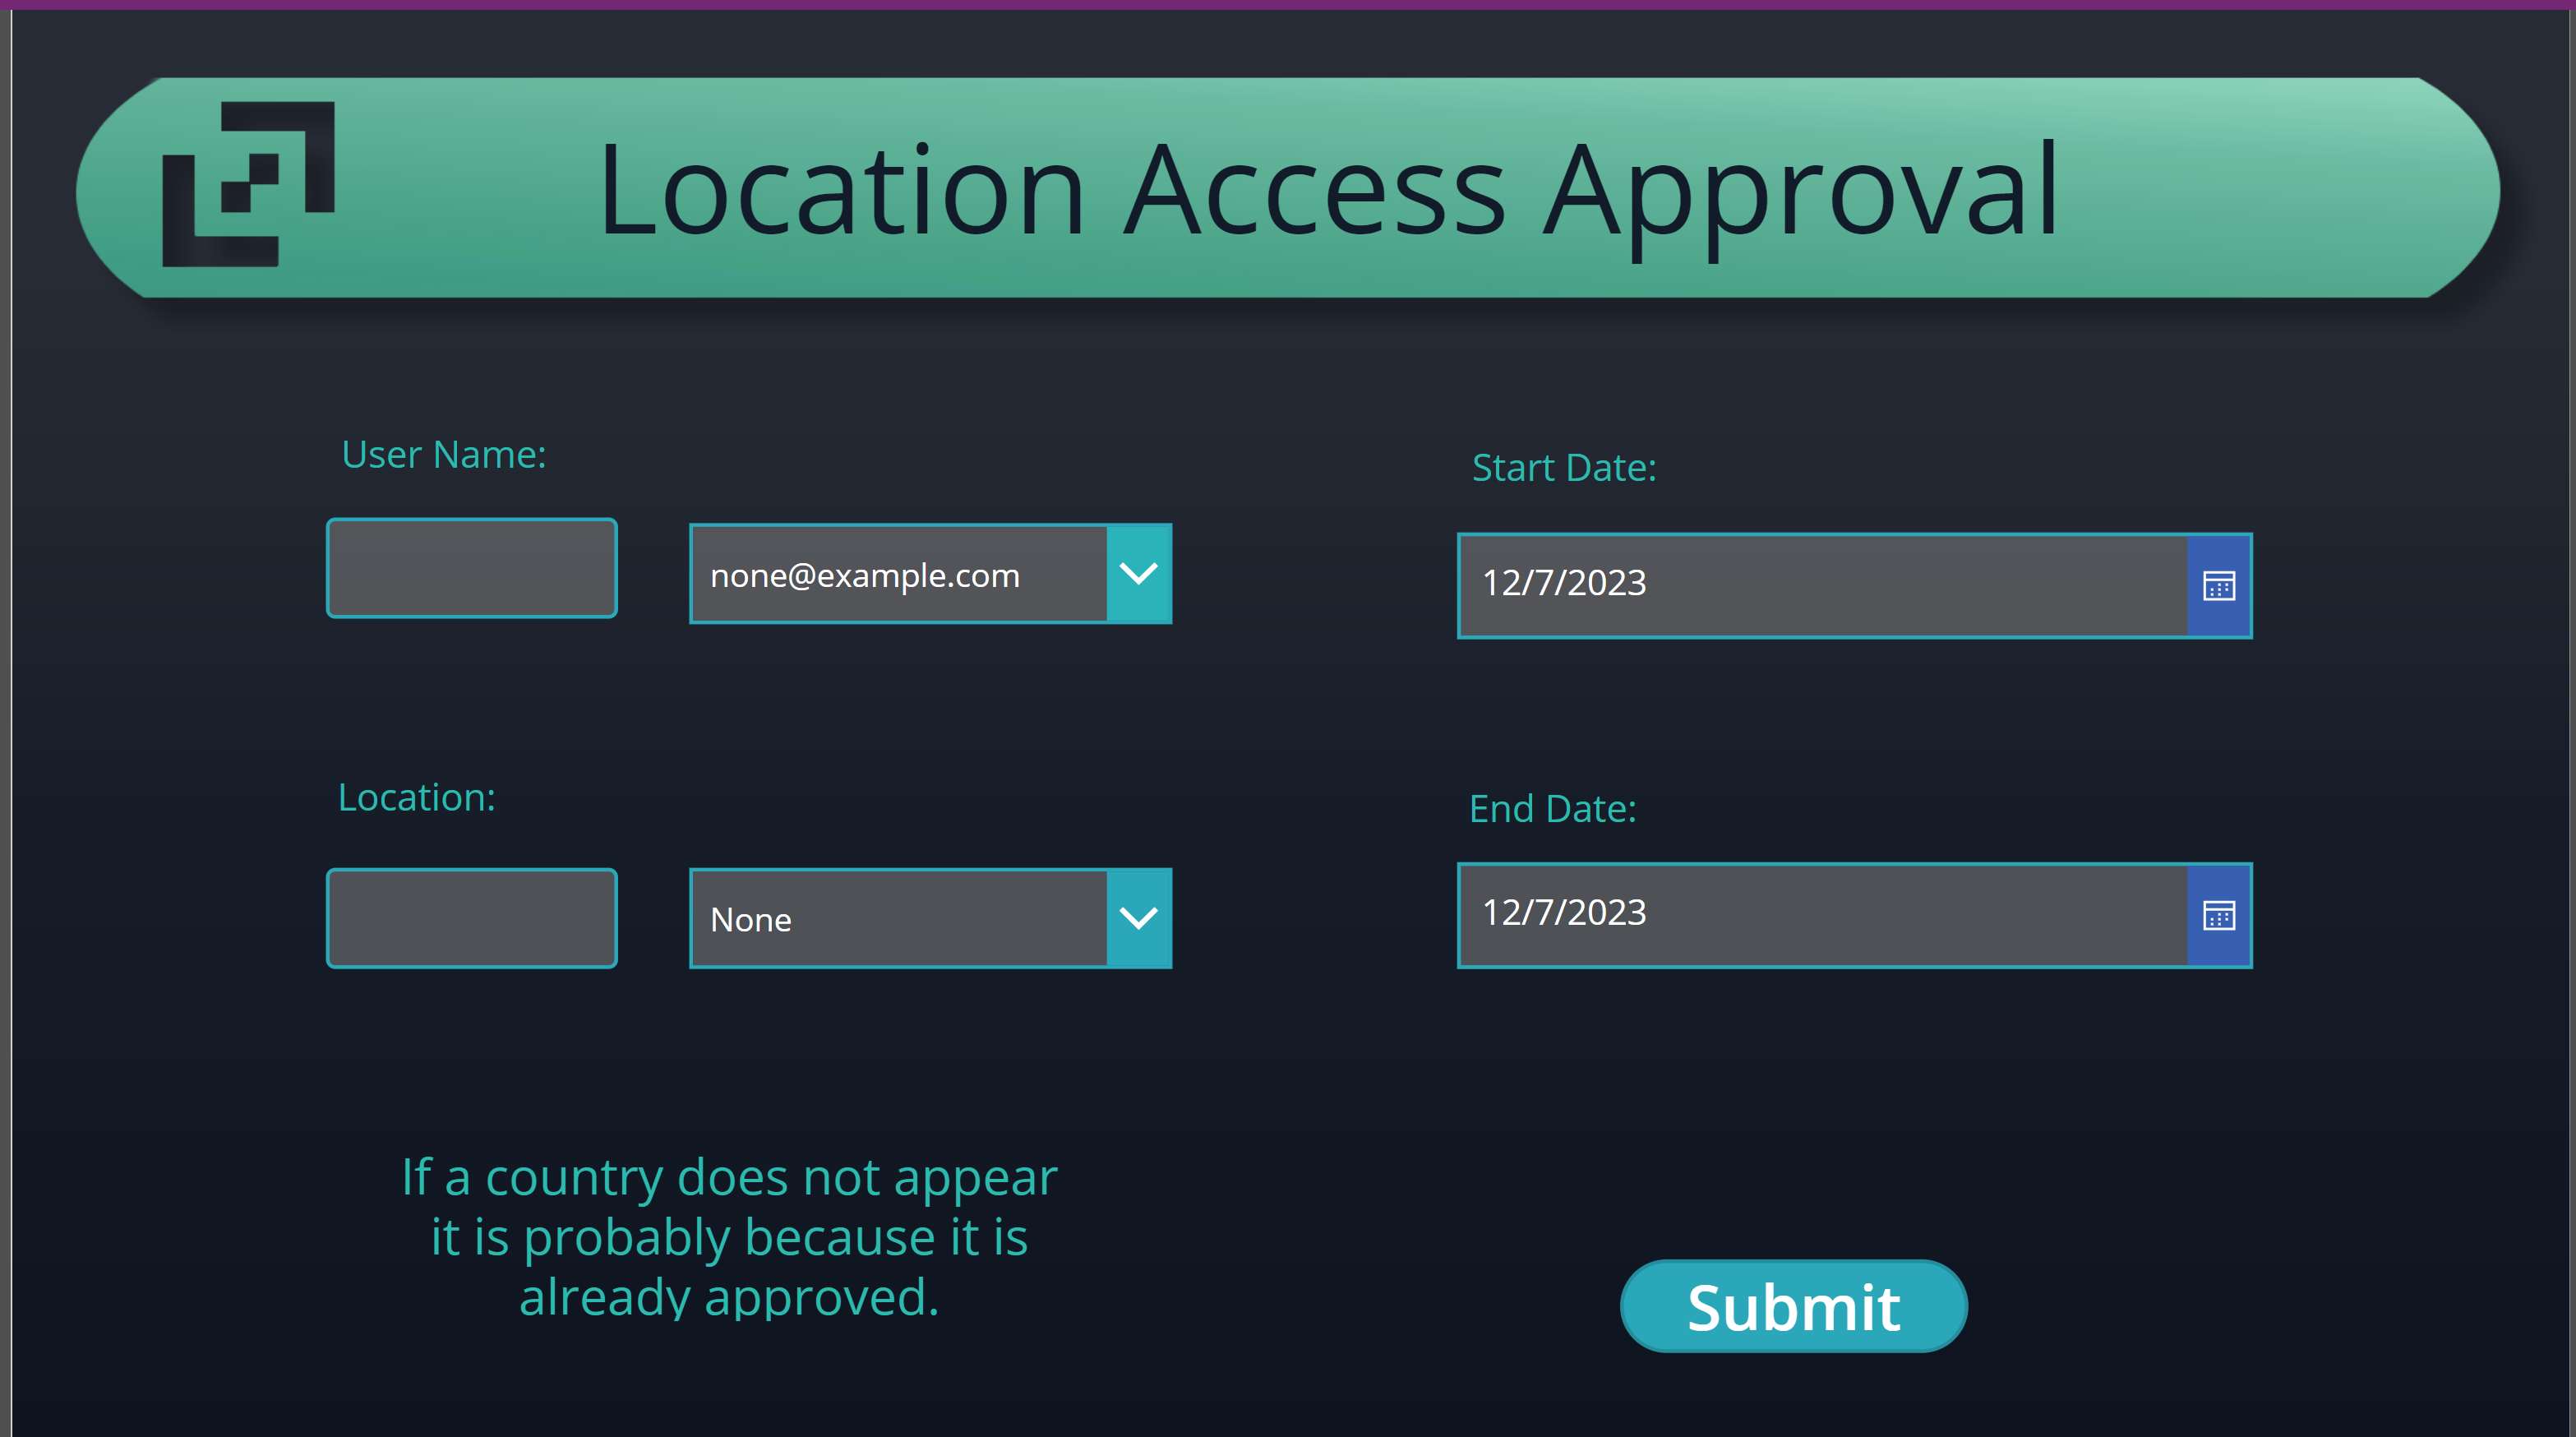 Location Access Approval
User Name:
none@example.com
Start Date:
12/7/2023
Location:
None
End Date:
12/7/2023
If a country does not appear
it is probably because it is
already approved.
Submit